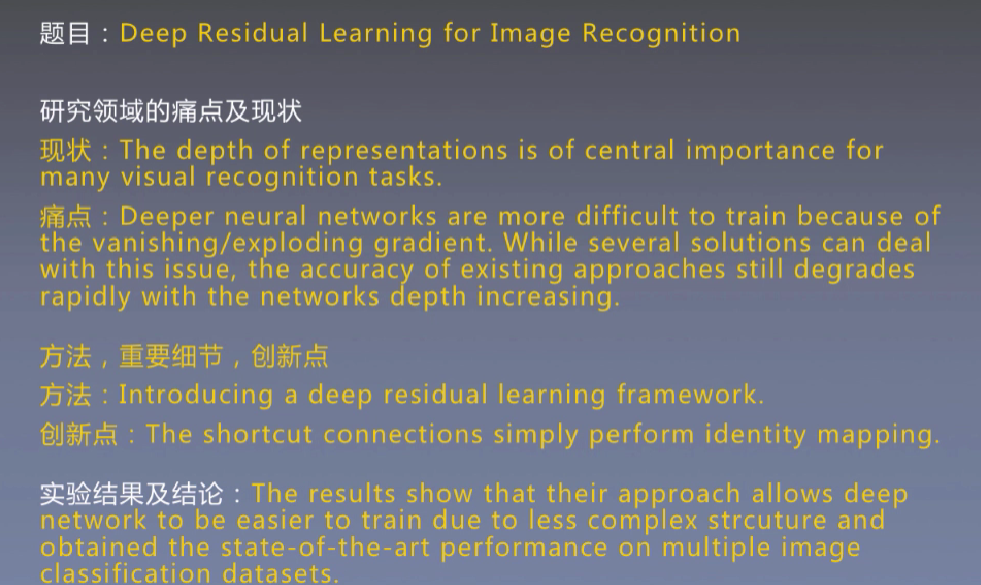 题目：Deep Residual Learning for Image Recognition
研究领域的痛点及现状
现状：The depth of representations is of central importance for
many visual recognition tasks.
痛点：Deeper neural networks are more difficult to train because of
the vanishing/exploding gradient. While several solutions can deal
with this issue, the accuracy of existing approaches still degrades
rapidly with the networks depth increasing.
方法，重要细节，创新点
方法：Introducing a deep residual learning framework.
创新点：The shortcut connections simply perform identity mapping.
实验结果及结论：The results show that their approach allows deep
network to be easier to train due to less complex strcuture and
obtained the state-of-the-art performance on multiple image
classification datasets.